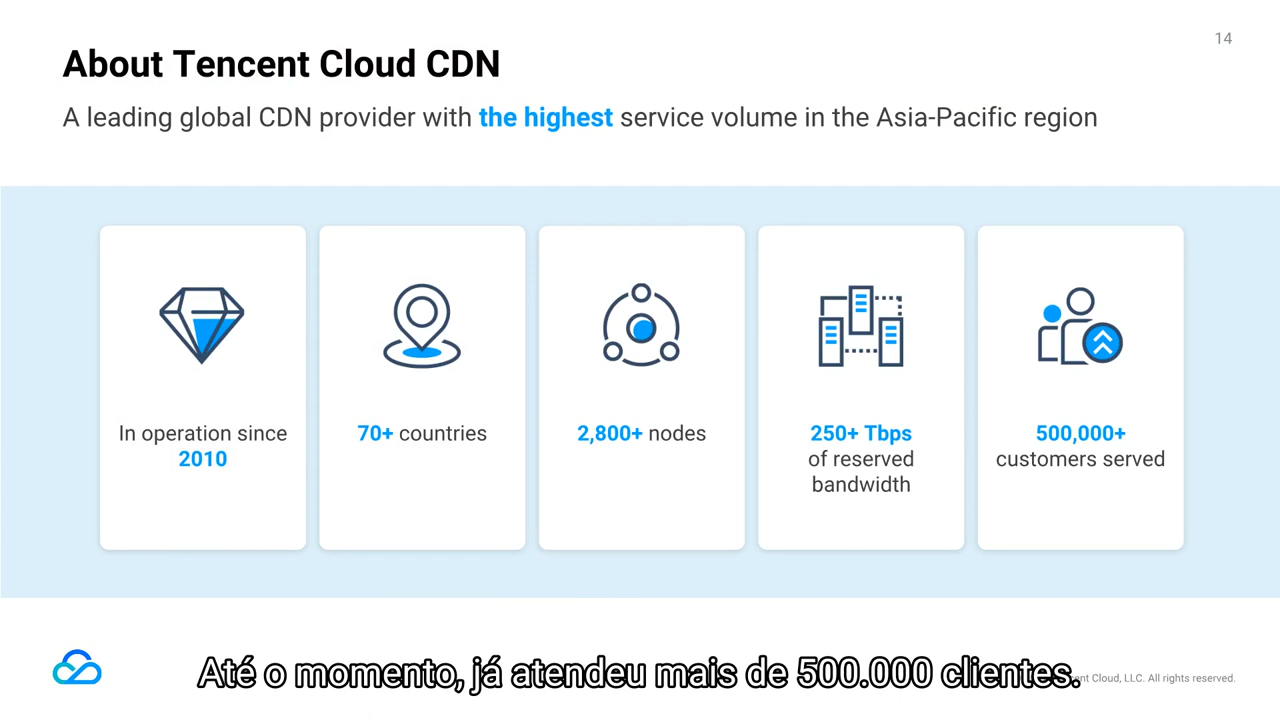 14
About Tencent Cloud CDN
A leading global CDN provider with the highest service volume in the Asia-Pacific region
In operation since
2010
70+ countries
2,800+ nodes
250+ Tbps
of reserved
bandwidth
500,000+
customers served
Até o momento, já atendeu mais de 500.000 clientes.
Cloud, LLC. All rights reserved.